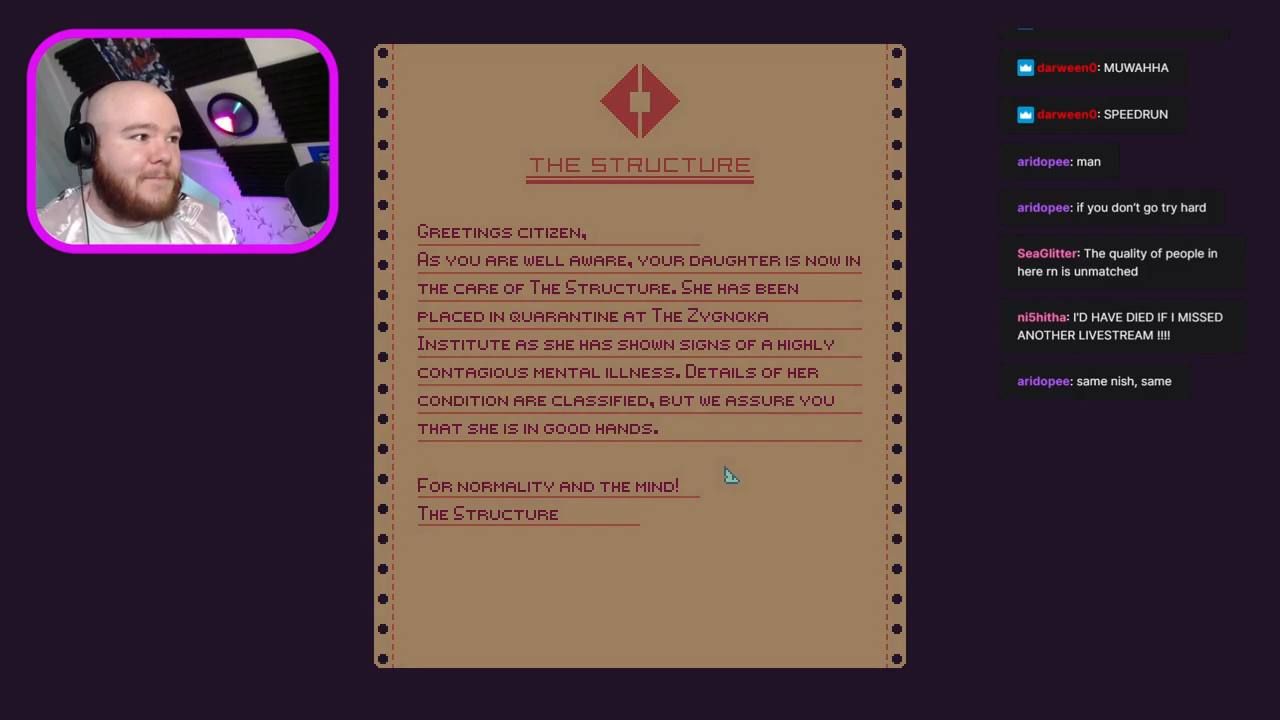 THE STRUCTURE
GREETINGS CITIZEN,
AS YOU ARE WELL AWARE, YOUR DAUGHTER IS NOW IN
THE CARE OF THE STRUCTURE. SHE HAS BEEN
PLACED IN QUARANTINE AT THE ZYGNOKA
INSTITUTE AS SHE HAS SHOWN SIGNS OF A HIGHLY
CONTAGIOUS MENTAL ILLNESS. DETAILS OF HER
CONDITION ARE CLASSIFIED, BUT WE ASSURE YOU
THAT SHE IS IN GOOD HANDS.
FOR NORMALITY AND THE MIND!
THE STRUCTURE
darween0: MUWAHHA
darween0: SPEEDRUN
aridopee: man
aridopee: if you don't go try hard
SeaGlitter: The quality of people in
here rn is unmatched
ni5hitha: I'D HAVE DIED IF I MISSED
ANOTHER LIVESTREAM !!!!
aridopee: same nish, same